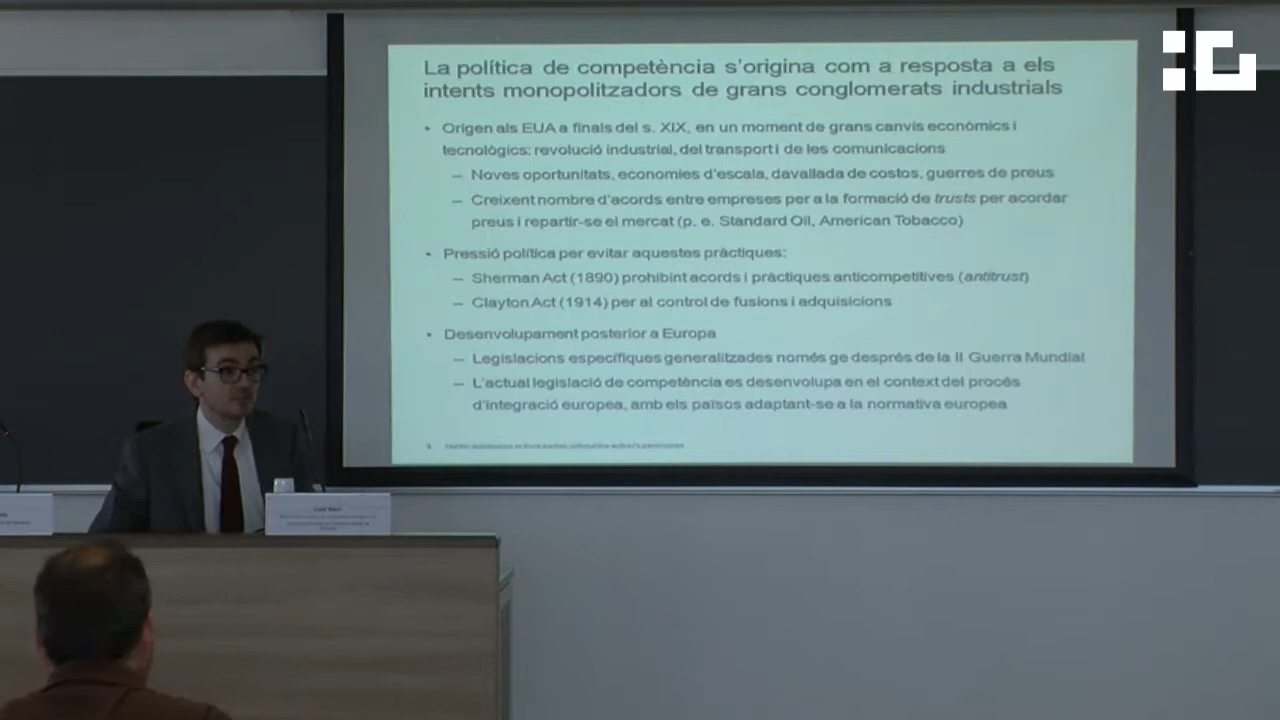 La política de competència s'origina com a resposta a els
intents monopolitzadors de grans conglomerats industrials
• Origen als EUA a finals del s. XIX, en un moment de grans canvis econòmics i
tecnològics: revolució industrial, del transport i de les comunicacions
– Noves oportunitats, economies d'escala, davallada de costos, guerres de preus
– Creixent nombre d'acords entre empreses per a la formació de trusts per acordar
preus i repartir-se el mercat (p. e. Standard Oil, American Tobacco)
• Pressió política per evitar aquestes pràctiques:
– Sherman Act (1890) prohibint acords i pràctiques anticompetitives (antitrust)
– Clayton Act (1914) per al control de fusions i adquisicions
• Desenvolupament posterior a Europa
– Legislacions específiques generalitzades només ge després de la II Guerra Mundial
– L'actual legislació de competència es desenvolupa en el context del procés
d'integració europea, amb els països adaptant-se a la normativa europea